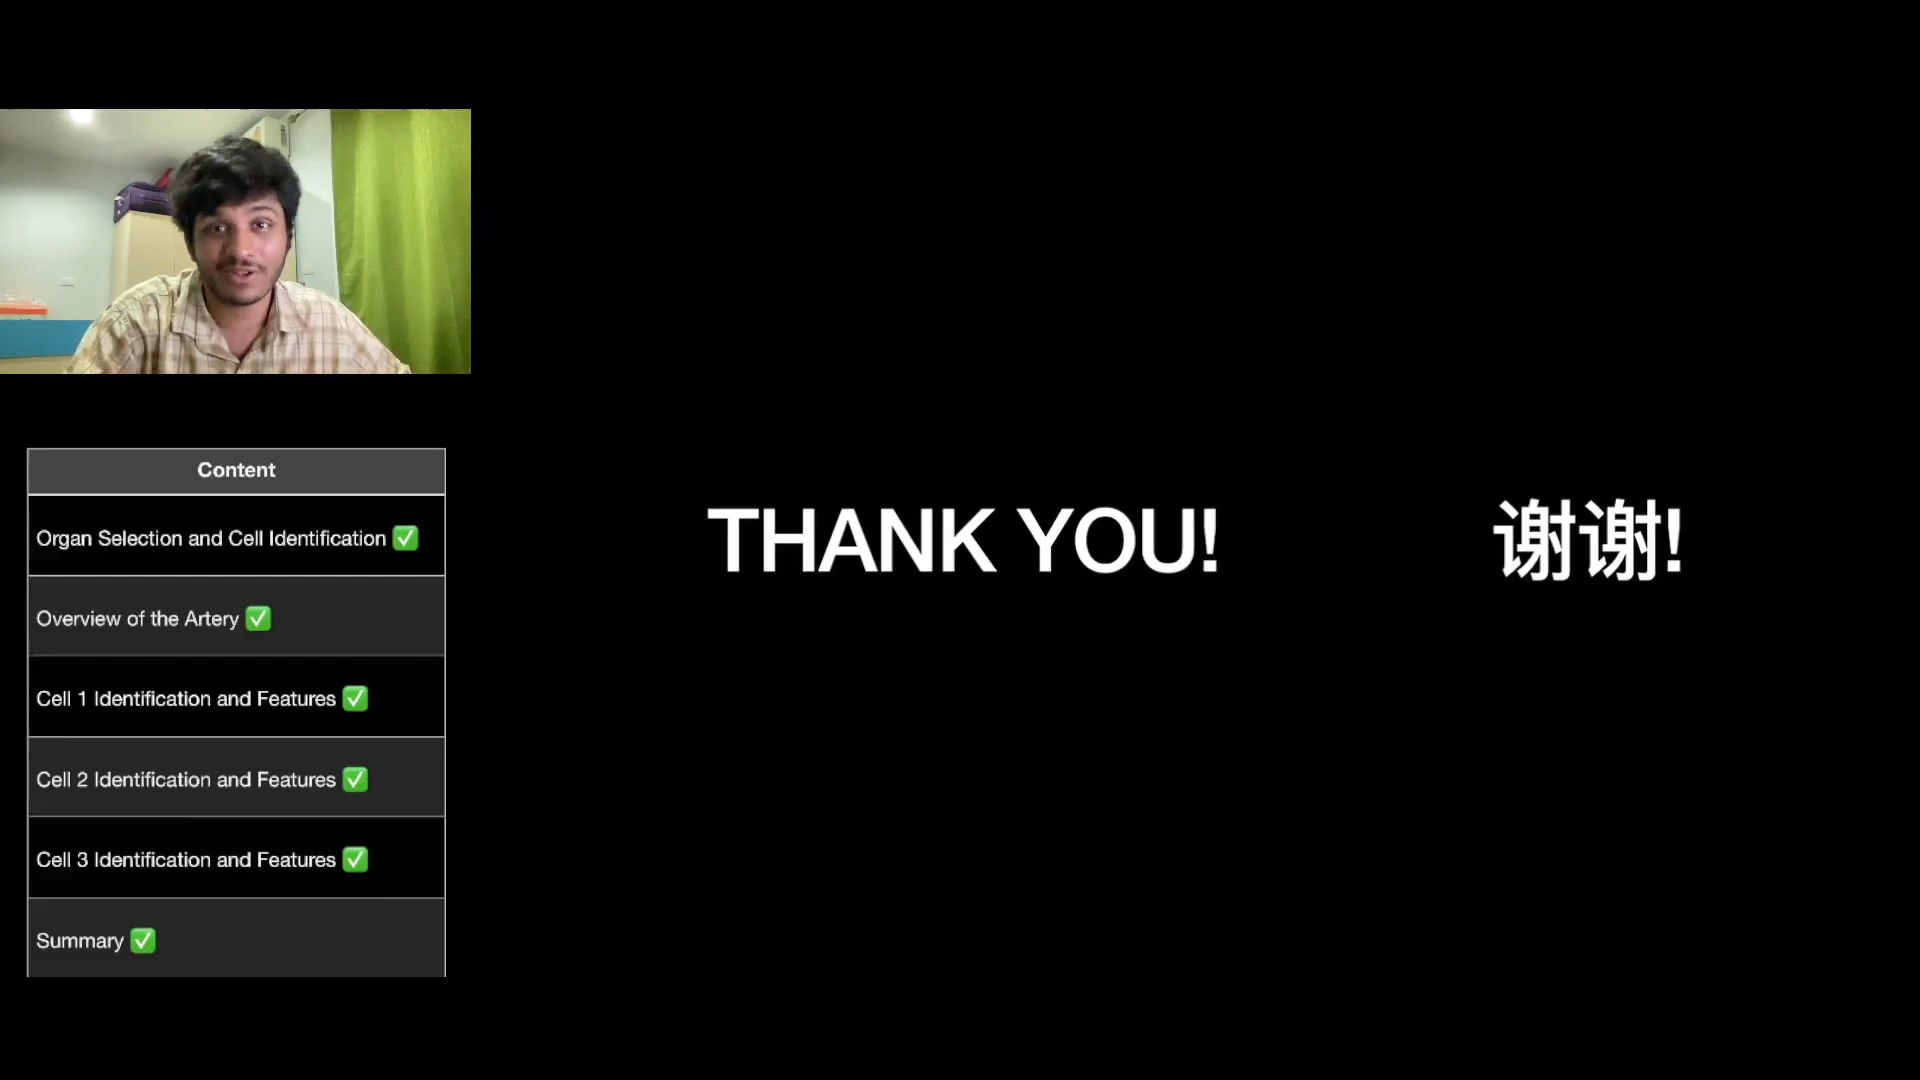 Content
Organ Selection and Cell Identification ✅
Overview of the Artery ✅
Cell 1 Identification and Features ✅
Cell 2 Identification and Features ✅
Cell 3 Identification and Features ✅
Summary ✅
THANK YOU!
谢谢!